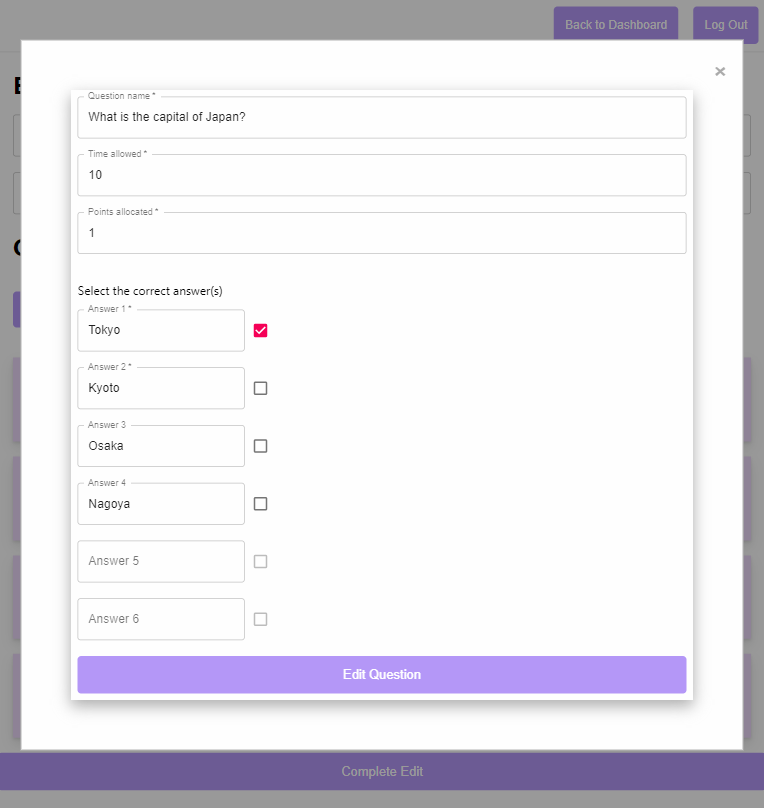 Back to Dashboard
Log Out
×
Question name *
What is the capital of Japan?
Time allowed *
10
Points allocated *
1
Select the correct answer(s)
Answer 1 *
Tokyo
Answer 2 *
Kyoto
Answer 3
Osaka
Answer 4
Nagoya
Answer 5
Answer 6
Edit Question
Complete Edit